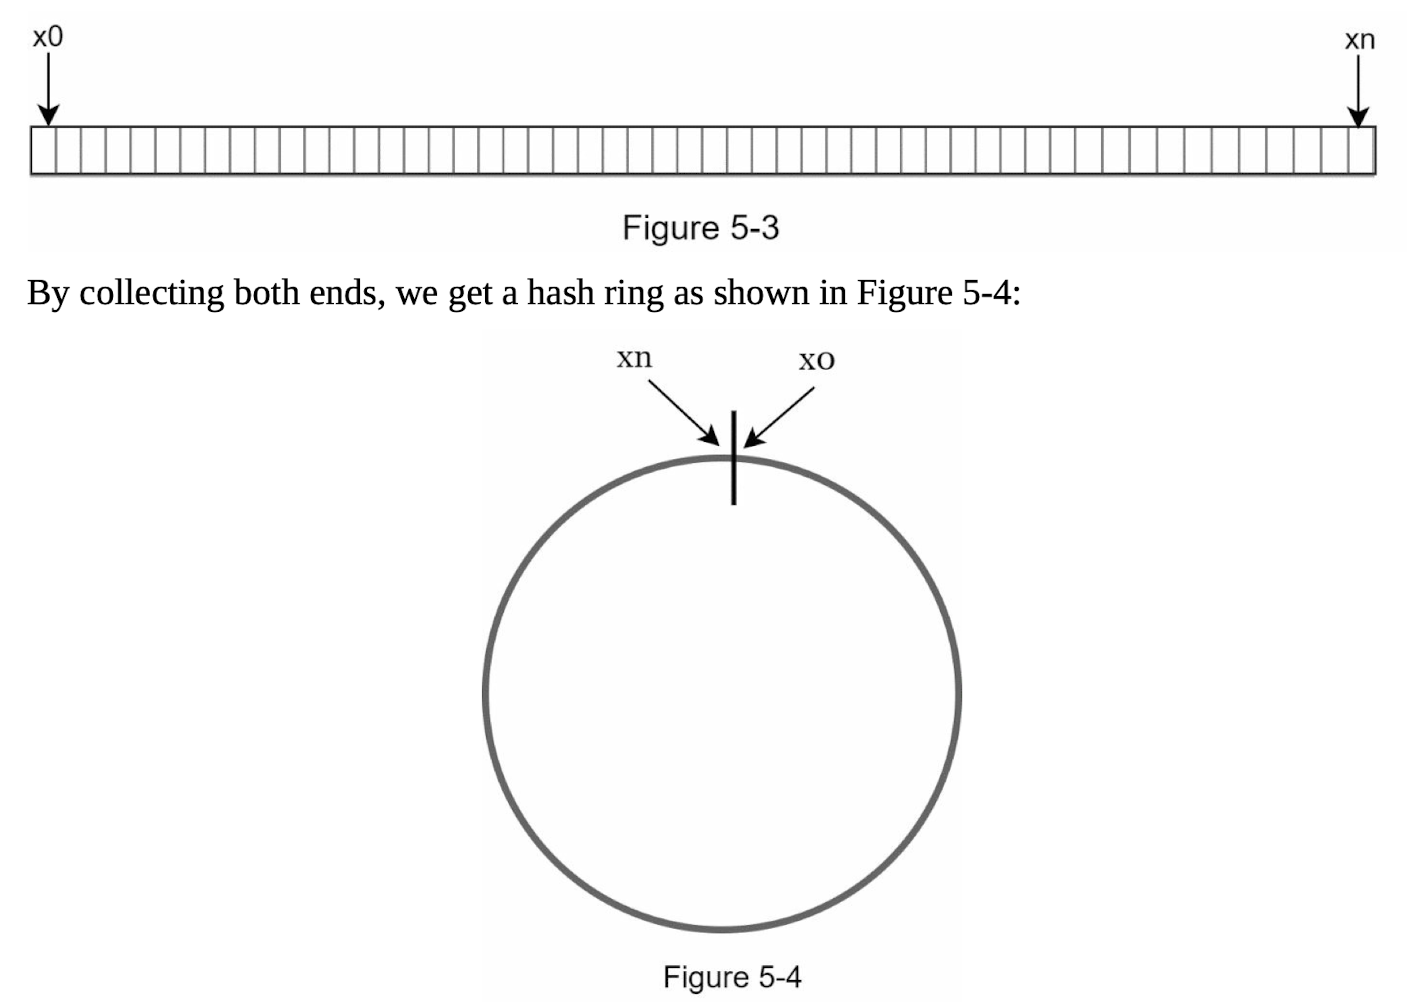 x0
xn
Figure 5-3
By collecting both ends, we get a hash ring as shown in Figure 5-4:
xn
xo
Figure 5-4